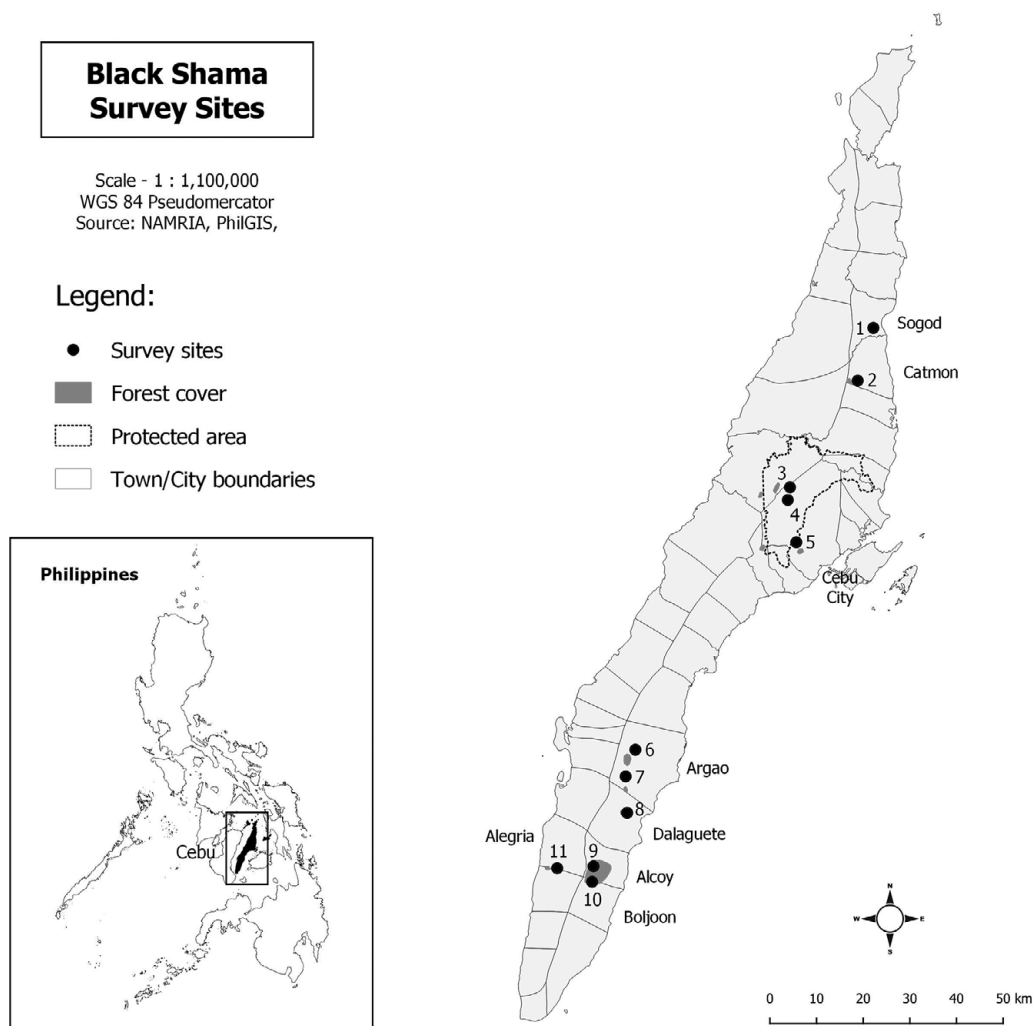 Black Shama
Survey Sites
Scale - 1 : 1,100,000
WGS 84 Pseudomercator
Source: NAMRIA, PhilGIS,
Legend:
Survey sites
Forest cover
Protected area
Town/City boundaries
Philippines
Cebu
1
Sogod
2
Catmon
3
4
5
Cebu
City
6
Argao
7
8
Dalaguete
Alegria
11
9
Alcoy
10
Boljoon
N
W
E
S
0 10 20 30 40 50 km